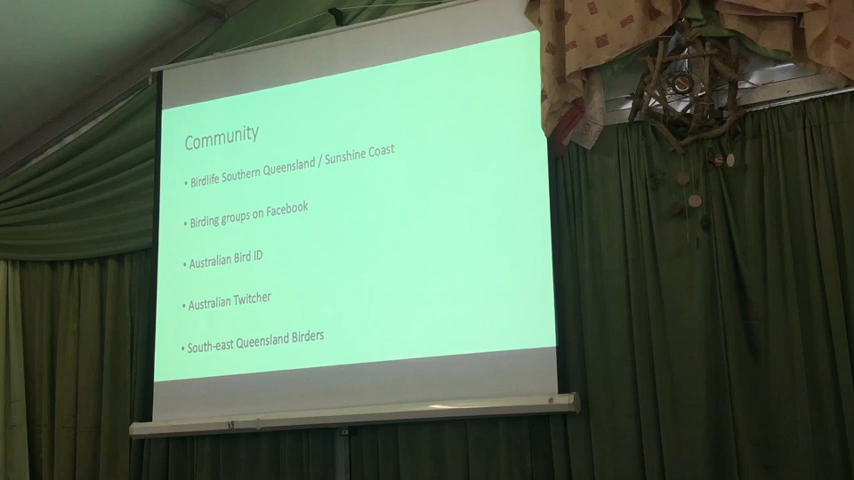 Community
• Birdlife Southern Queensland / Sunshine Coast
• Birding groups on Facebook
• Australian Bird ID
• Australian Twitcher
• South-east Queensland Birders